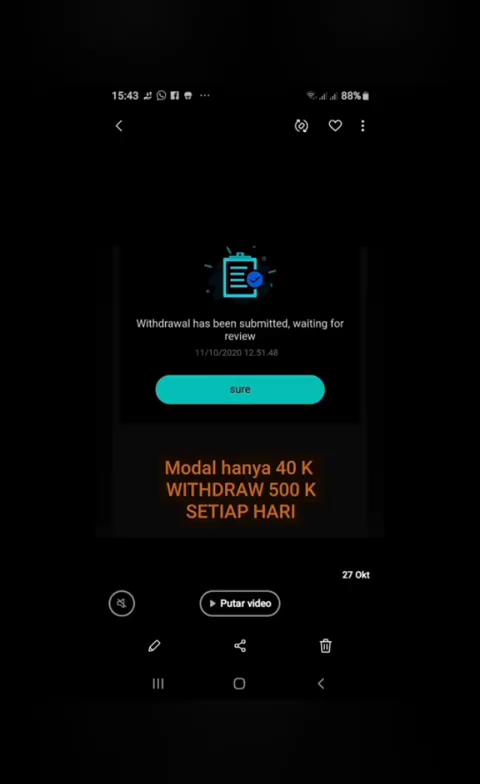 15:43
88%
Withdrawal has been submitted, waiting for
review
11/10/2020 12.51.48
sure
Modal hanya 40 K
WITHDRAW 500 K
SETIAP HARI
27 Okt
Putar video